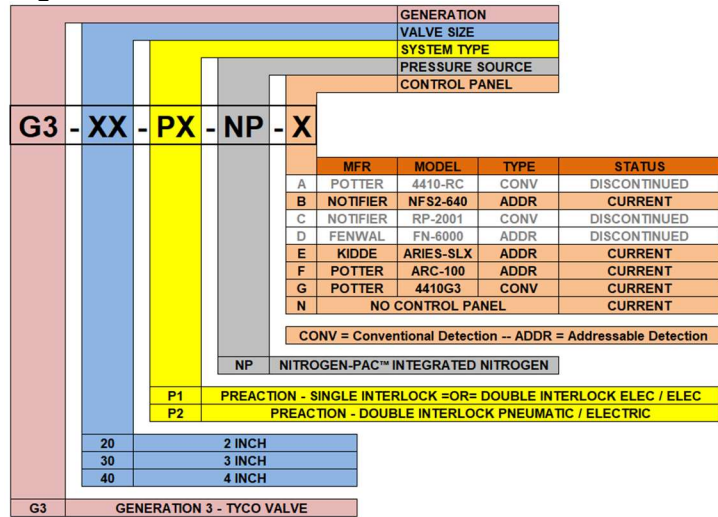 GENERATION
VALVE SIZE
SYSTEM TYPE
PRESSURE SOURCE
CONTROL PANEL
G3 - XX - PX - NP - X
MFR MODEL TYPE STATUS
A POTTER 4410-RC CONV DISCONTINUED
B NOTIFIER NFS2-640 ADDR CURRENT
C NOTIFIER RP-2001 CONV DISCONTINUED
D FENWAL FN-6000 ADDR DISCONTINUED
E KIDDE ARIES-SLX ADDR CURRENT
F POTTER ARC-100 ADDR CURRENT
G POTTER 4410G3 CONV CURRENT
N NO CONTROL PANEL CURRENT
CONV = Conventional Detection -- ADDR = Addressable Detection
NP NITROGEN-PAC™ INTEGRATED NITROGEN
P1 PREACTION - SINGLE INTERLOCK =OR= DOUBLE INTERLOCK ELEC / ELEC
P2 PREACTION - DOUBLE INTERLOCK PNEUMATIC / ELECTRIC
20 2 INCH
30 3 INCH
40 4 INCH
G3 GENERATION 3 - TYCO VALVE